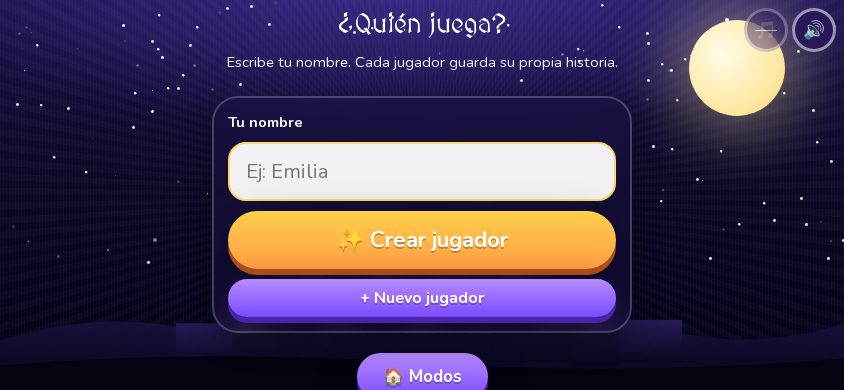 ¿Quién juega?
Escribe tu nombre. Cada jugador guarda su propia historia.
Tu nombre
Ej: Emilia
✨ Crear jugador
+ Nuevo jugador
🏠 Modos